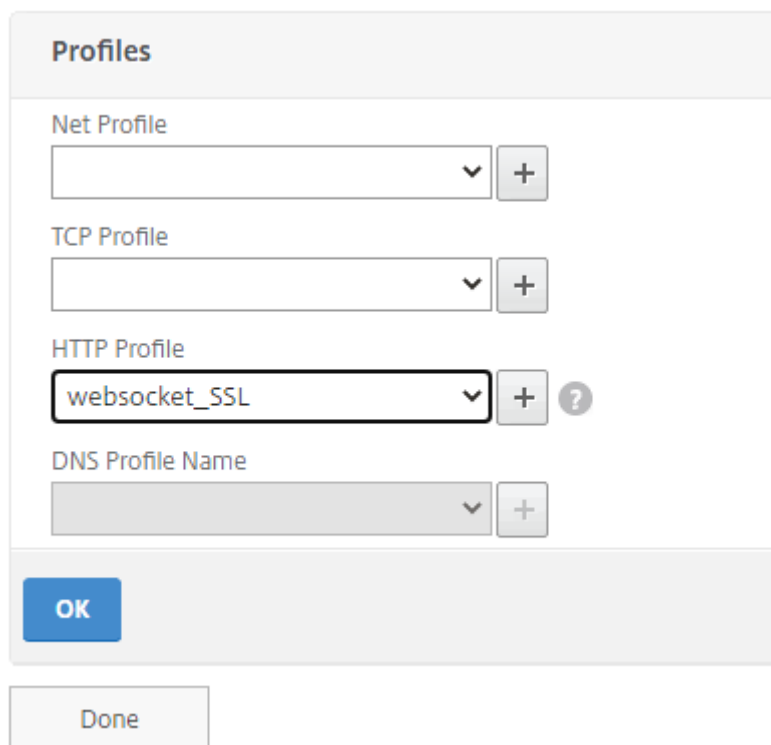 Profiles
Net Profile
+
TCP Profile
+
HTTP Profile
websocket_SSL
+ ?
DNS Profile Name
+
OK
Done